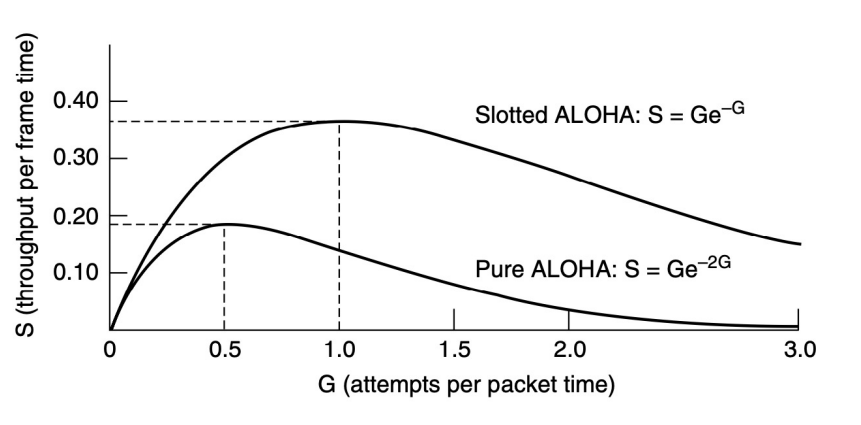 S (throughput per frame time)
0.40
0.30
0.20
0.10
Slotted ALOHA: S = Ge–G
Pure ALOHA: S = Ge–2G
0 0.5 1.0 1.5 2.0 3.0
G (attempts per packet time)